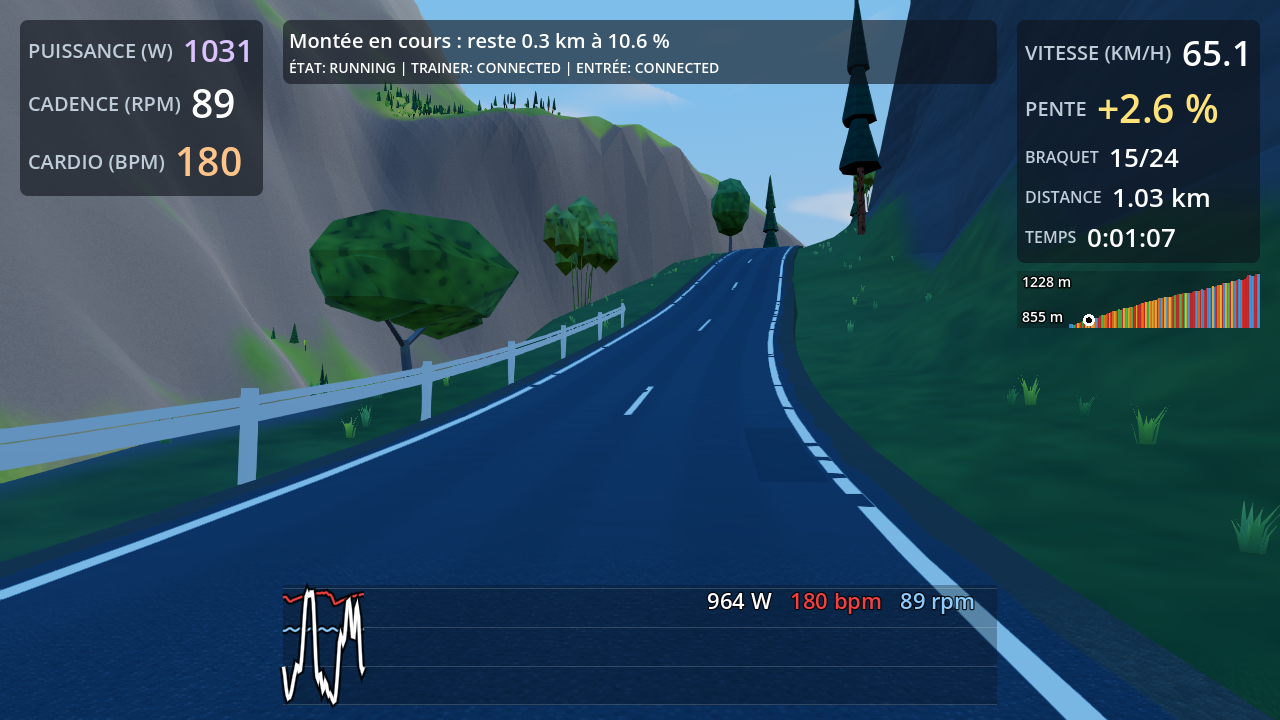 PUISSANCE (W) 1031
CADENCE (RPM) 89
CARDIO (BPM) 180
Montée en cours : reste 0.3 km à 10.6 %
ÉTAT: RUNNING | TRAINER: CONNECTED | ENTRÉE: CONNECTED
VITESSE (KM/H) 65.1
PENTE +2.6 %
BRAQUET 15/24
DISTANCE 1.03 km
TEMPS 0:01:07
1228 m
855 m
964 W 180 bpm 89 rpm